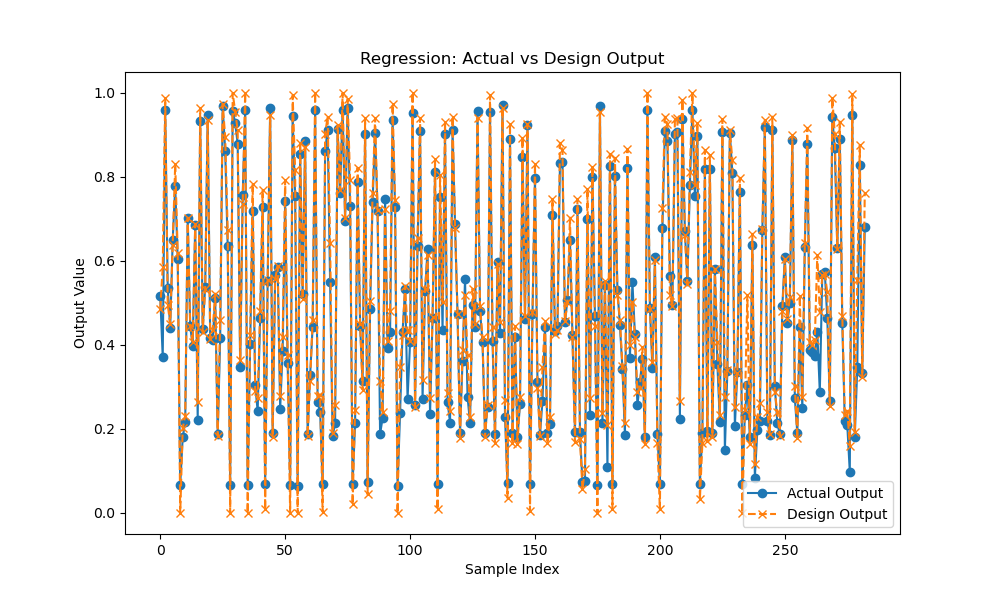 Regression: Actual vs Design Output
1.0
0.8
0.6
0.4
0.2
0.0
Output Value
0 50 100 150 200 250
Sample Index
Actual Output
Design Output